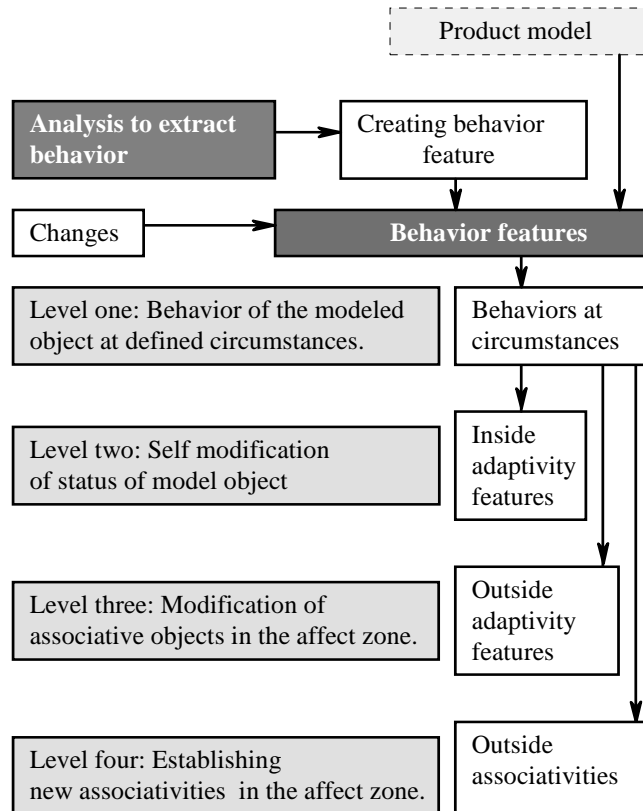 Product model
Analysis to extract
behavior
Creating behavior
feature
Changes
Behavior features
Level one: Behavior of the modeled
object at defined circumstances.
Behaviors at
circumstances
Level two: Self modification
of status of model object
Inside
adaptivity
features
Level three: Modification of
associative objects in the affect zone.
Outside
adaptivity
features
Level four: Establishing
new associativities in the affect zone.
Outside
associativities